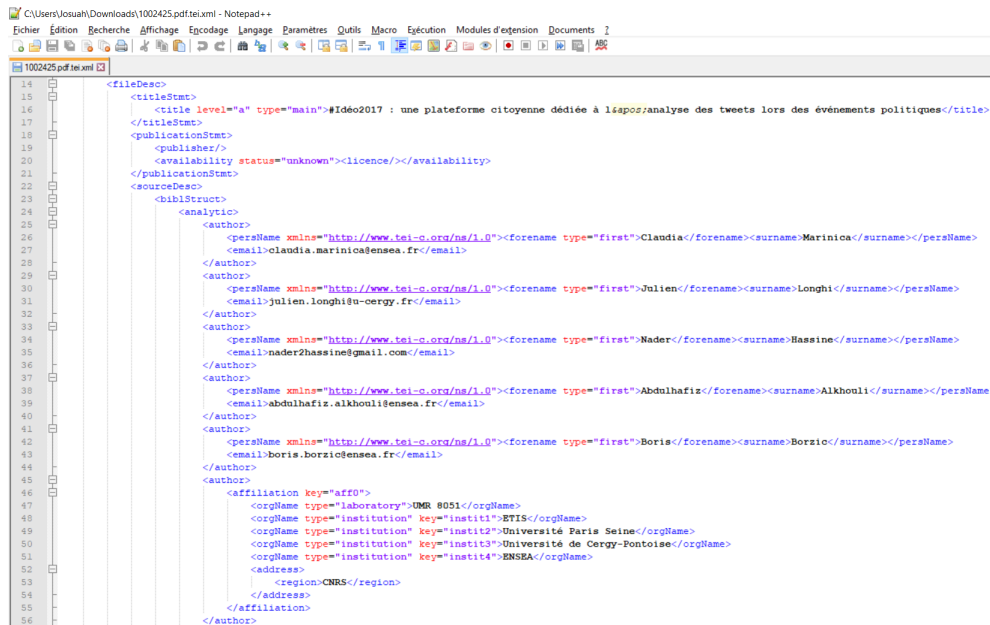 C:\Users\Josuah\Downloads\1002425.pdf.tei.xml - Notepad++
Fichier Édition Recherche Affichage Encodage Langage Paramètres Outils Macro Exécution Modules d'extension Documents ?
1002425.pdf.tei.xml
14 <fileDesc>
15 <titleStmt>
16 <title level="a" type="main">#Idéo2017 : une plateforme citoyenne dédiée à l&apos;analyse des tweets lors des événements politiques</title>
17 </titleStmt>
18 <publicationStmt>
19 <publisher/>
20 <availability status="unknown"><licence/></availability>
21 </publicationStmt>
22 <sourceDesc>
23 <biblStruct>
24 <analytic>
25 <author>
26 <persName xmlns="http://www.tei-c.org/ns/1.0"><forename type="first">Claudia</forename><surname>Marinica</surname></persName>
27 <email>claudia.marinica@ensea.fr</email>
28 </author>
29 <author>
30 <persName xmlns="http://www.tei-c.org/ns/1.0"><forename type="first">Julien</forename><surname>Longhi</surname></persName>
31 <email>julien.longhi@u-cergy.fr</email>
32 </author>
33 <author>
34 <persName xmlns="http://www.tei-c.org/ns/1.0"><forename type="first">Nader</forename><surname>Hassine</surname></persName>
35 <email>nader2hassine@gmail.com</email>
36 </author>
37 <author>
38 <persName xmlns="http://www.tei-c.org/ns/1.0"><forename type="first">Abdulhafiz</forename><surname>Alkhouli</surname></persName>
39 <email>abdulhafiz.alkhouli@ensea.fr</email>
40 </author>
41 <author>
42 <persName xmlns="http://www.tei-c.org/ns/1.0"><forename type="first">Boris</forename><surname>Borzic</surname></persName>
43 <email>boris.borzic@ensea.fr</email>
44 </author>
45 <author>
46 <affiliation key="aff0">
47 <orgName type="laboratory">UMR 8051</orgName>
48 <orgName type="institution" key="instit1">ETIS</orgName>
49 <orgName type="institution" key="instit2">Université Paris Seine</orgName>
50 <orgName type="institution" key="instit3">Université de Cergy-Pontoise</orgName>
51 <orgName type="institution" key="instit4">ENSEA</orgName>
52 <address>
53 <region>CNRS</region>
54 </address>
55 </affiliation>
56 </author>